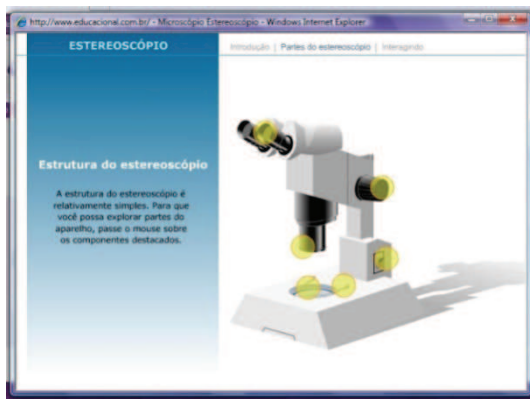 http://www.educacional.com.br/ - Microscópio Estereoscópio - Windows Internet Explorer
ESTEREOSCÓPIO
Introdução | Partes do estereoscópio | Interagindo
Estrutura do estereoscópio
A estrutura do estereoscópio é
relativamente simples. Para que
você possa explorar partes do
aparelho, passe o mouse sobre
os componentes destacados.